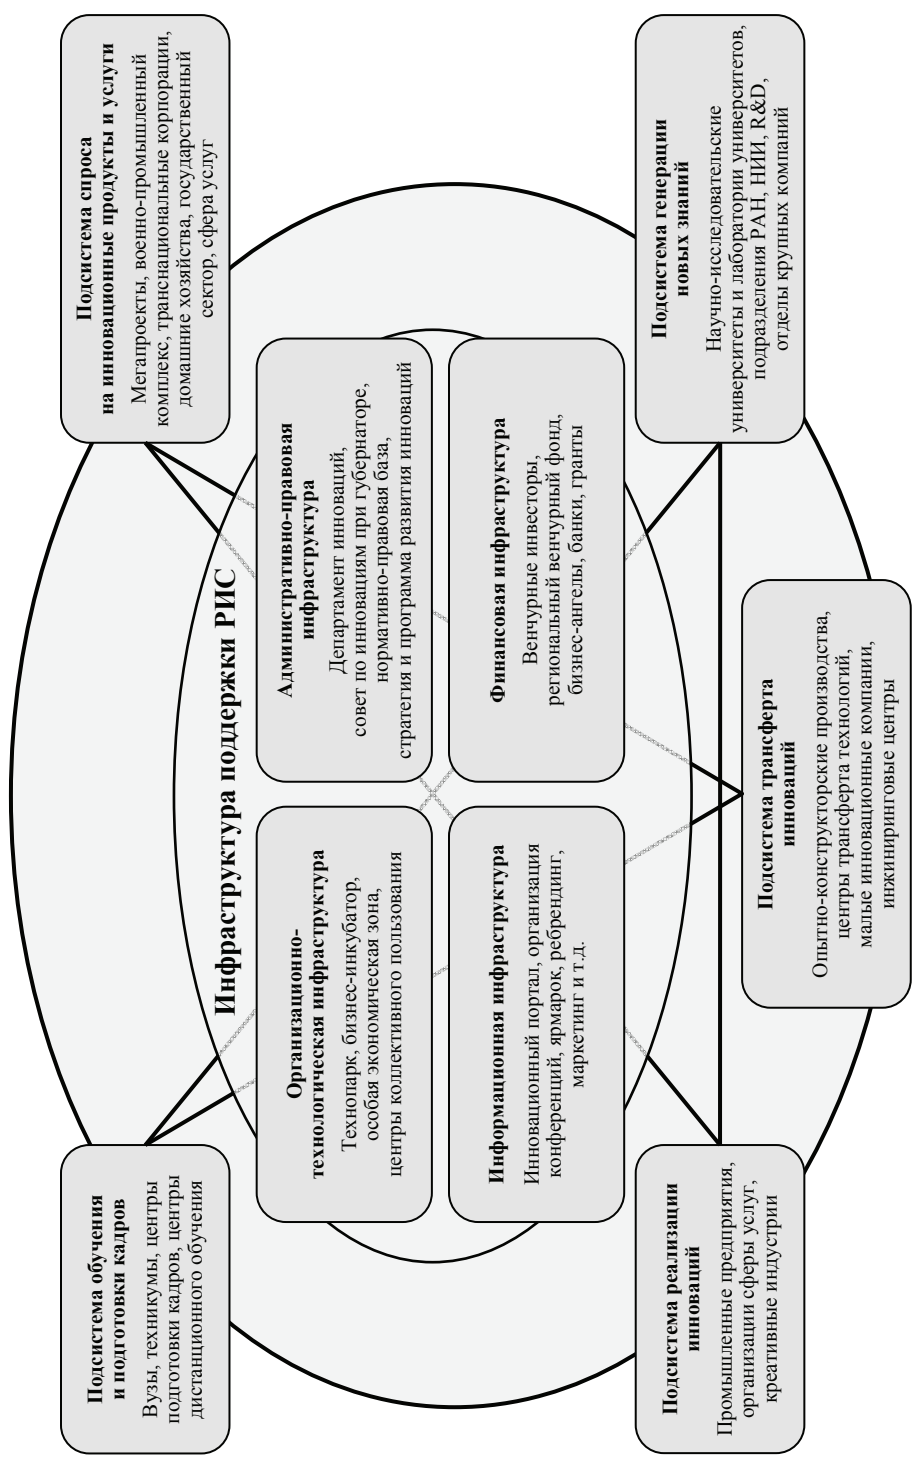 Подсистема обучения
и подготовки кадров
Вузы, техникумы, центры
подготовки кадров, центры
дистанционного обучения
Подсистема спроса
на инновационные продукты и услуги
Мегапроекты, военно-промышленный
комплекс, транснациональные корпорации,
домашние хозяйства, государственный
сектор, сфера услуг
Инфраструктура поддержки РИС
Организационно-
технологическая инфраструктура
Технопарк, бизнес-инкубатор,
особая экономическая зона,
центры коллективного пользования
Административно-правовая
инфраструктура
Департамент инноваций,
совет по инновациям при губернаторе,
нормативно-правовая база,
стратегия и программа развития инноваций
Информационная инфраструктура
Инновационный портал, организация
конференций, ярмарок, ребрендинг,
маркетинг и т.д.
Финансовая инфраструктура
Венчурные инвесторы,
региональный венчурный фонд,
бизнес-ангелы, банки, гранты
Подсистема реализации
инноваций
Промышленные предприятия,
организации сферы услуг,
креативные индустрии
Подсистема генерации
новых знаний
Научно-исследовательские
университеты и лаборатории университетов,
подразделения РАН, НИИ, R&D,
отделы крупных компаний
Подсистема трансферта
инноваций
Опытно-конструкторские производства,
центры трансферта технологий,
малые инновационные компании,
инжиниринговые центры